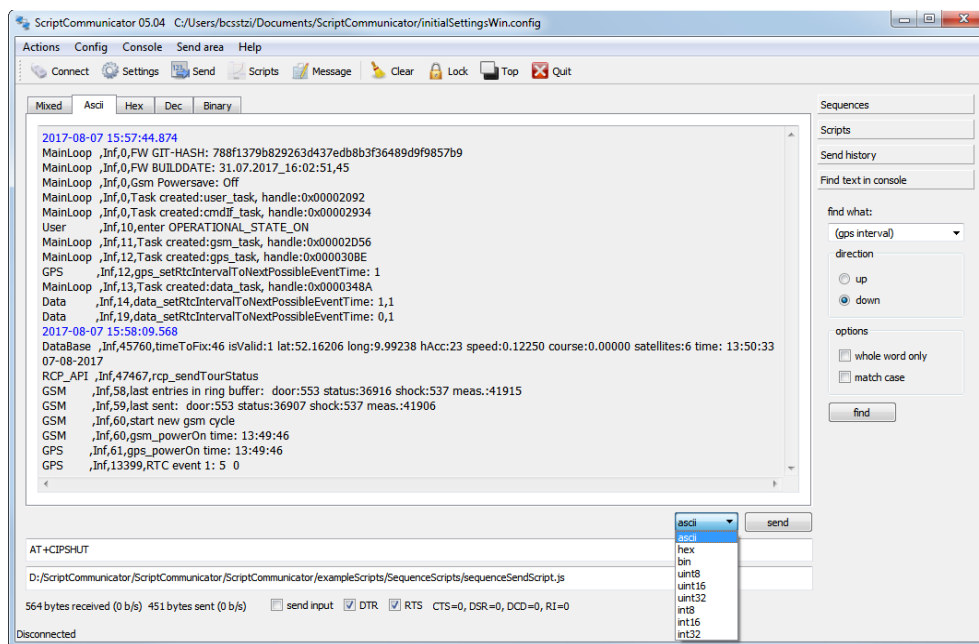 ScriptCommunicator 05.04 C:/Users/bcsstzi/Documents/ScriptCommunicator/initialSettingsWin.config
Actions Config Console Send area Help
Connect Settings Send Scripts Message Clear Lock Top Quit
Mixed Ascii Hex Dec Binary
2017-08-07 15:57:44.874
MainLoop ,Inf,0,FW GIT-HASH: 788f1379b829263d437edb8b3f36489d9f9857b9
MainLoop ,Inf,0,FW BUILDDATE: 31.07.2017_16:02:51,45
MainLoop ,Inf,0,Gsm Powersave: Off
MainLoop ,Inf,0,Task created:user_task, handle:0x00002092
MainLoop ,Inf,0,Task created:cmdIf_task, handle:0x00002934
User ,Inf,10,enter OPERATIONAL_STATE_ON
MainLoop ,Inf,11,Task created:gsm_task, handle:0x00002D56
MainLoop ,Inf,12,Task created:gps_task, handle:0x000030BE
GPS ,Inf,12,gps_setRtcIntervalToNextPossibleEventTime: 1
MainLoop ,Inf,13,Task created:data_task, handle:0x0000348A
Data ,Inf,14,data_setRtcIntervalToNextPossibleEventTime: 1,1
Data ,Inf,19,data_setRtcIntervalToNextPossibleEventTime: 0,1
2017-08-07 15:58:09.568
DataBase ,Inf,45760,timeToFix:46 isValid:1 lat:52.16206 long:9.99238 hAcc:23 speed:0.12250 course:0.00000 satellites:6 time: 13:50:33
07-08-2017
RCP_API ,Inf,47467,rcp_sendTourStatus
GSM ,Inf,58,last entries in ring buffer: door:553 status:36916 shock:537 meas.:41915
GSM ,Inf,59,last sent: door:553 status:36907 shock:537 meas.:41906
GSM ,Inf,60,start new gsm cycle
GSM ,Inf,60,gsm_powerOn time: 13:49:46
GPS ,Inf,61,gps_powerOn time: 13:49:46
GPS ,Inf,13399,RTC event 1: 5 0
Sequences
Scripts
Send history
Find text in console
find what:
(gps interval)
direction
up
down
options
whole word only
match case
find
ascii send
ascii
hex
bin
uint8
uint16
uint32
int8
int16
int32
AT+CIPSHUT
D:/ScriptCommunicator/ScriptCommunicator/ScriptCommunicator/exampleScripts/SequenceScripts/sequenceSendScript.js
564 bytes received (0 b/s) 451 bytes sent (0 b/s) send input DTR RTS CTS=0, DSR=0, DCD=0, RI=0
Disconnected